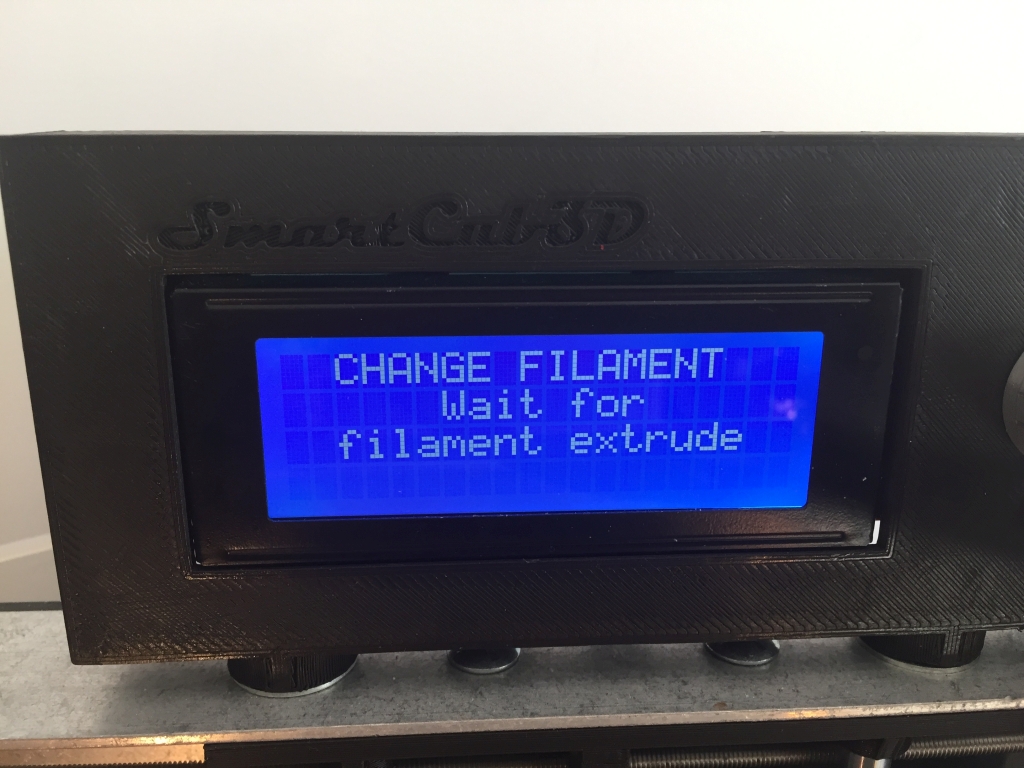 SmartCub3D
CHANGE FILAMENT
Wait for
filament extrude